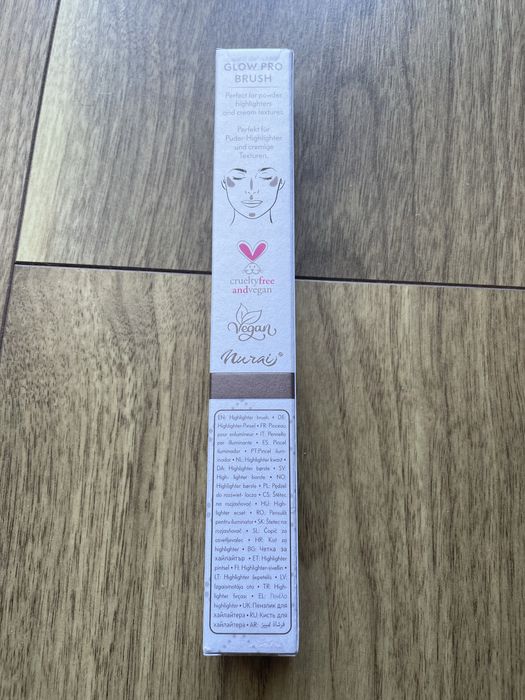 GLOW PRO
BRUSH
Perfect for powder
highlighters
and cream textures.
Perfekt für
Puder-Highlighter
und cremige
Texturen.
crueltyfree
andvegan
Vegan
nurai®
EN: Highlighter brush • DE:
Highlighter-Pinsel • FR: Pinceau
pour enlumineur • IT: Pennello
per illuminante • ES: Pincel
iluminador • PT:Pincel ilumi-
nador • NL: Highlighter kwast •
DA: Highlighter børste • SV:
High- lighter borste • NO:
Highlighter børste • PL: Pędzel
do rozświet- lacza • CS: Štětec
na rozjasňovač • HU: High-
lighter ecset • RO: Pensulă
pentru iluminator • SK: Štetec na
rozjasňovač • SL: Čopič za
osvetljevalec • HR: Kist za
highlighter • BG: Четка за
хайлайтър • ET: Highlighter
pintsel • FI: Highlighter-sivellin •
LT: Highlighter šepetėlis • LV:
Izgaismotāja ota • TR: High-
lighter fırçası • EL: Πινέλο
highlighter • UK: Пензлик для
хайлайтера • RU: Кисть для
хайлайтера • AR: